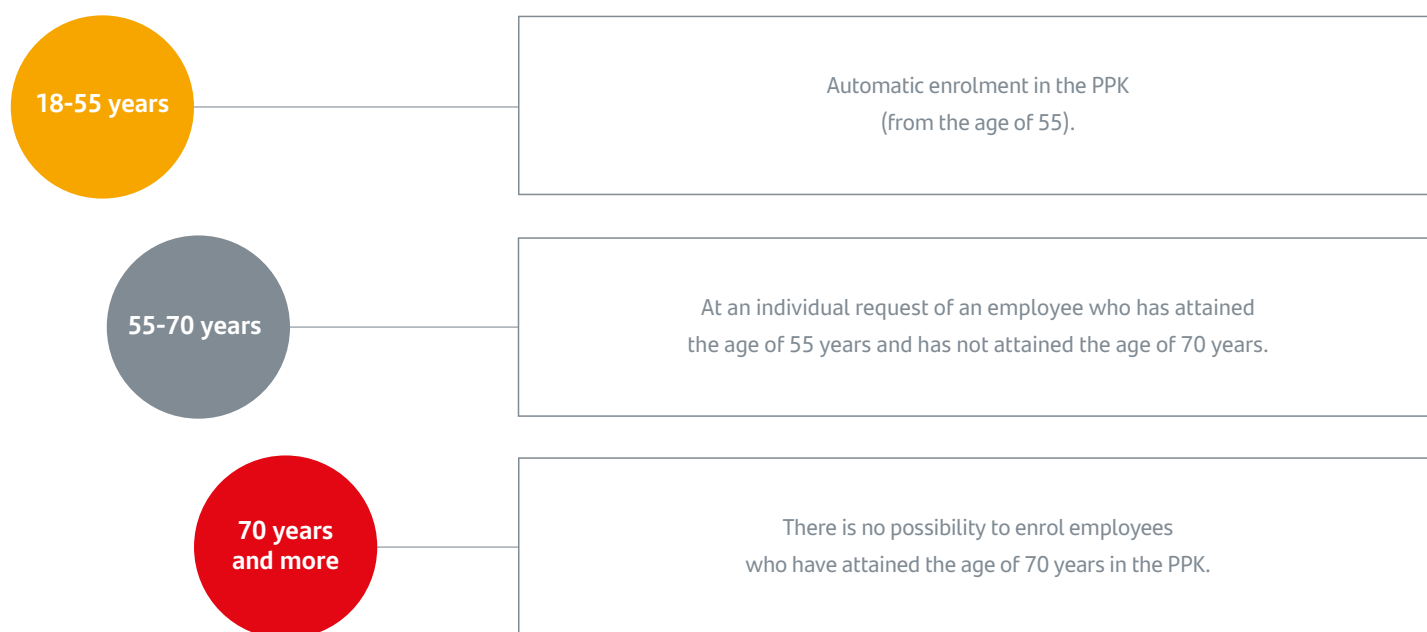 18-55 years
Automatic enrolment in the PPK
(from the age of 55).
55-70 years
At an individual request of an employee who has attained
the age of 55 years and has not attained the age of 70 years.
70 years
and more
There is no possibility to enrol employees
who have attained the age of 70 years in the PPK.